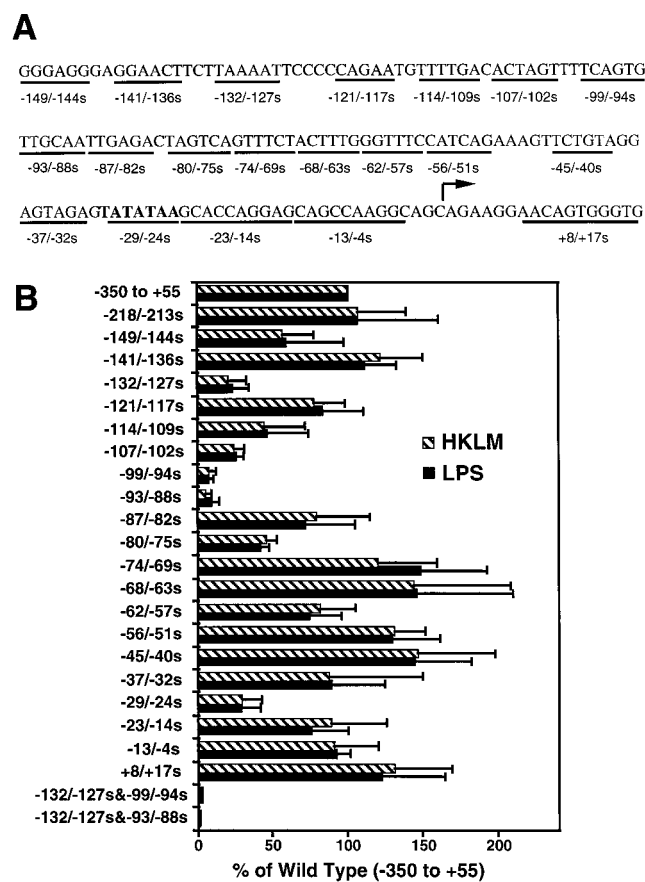 A
GGGAGGGAGGAACTTCTTAAAATTCCCCCCAGAATGTTTTGACACTAGTTTTCAGTG
-149/-144s -141/-136s -132/-127s -121/-117s -114/-109s -107/-102s -99/-94s
TTGCAATTGAGACTAGTCAGTTTCTACTTTGGGTTTCCATCAGAAAGTTCTGTAGG
-93/-88s -87/-82s -80/-75s -74/-69s -68/-63s -62/-57s -56/-51s -45/-40s
AGTAGAGTATATAAGCACCAGGAGCAGCCAAGGCAGCAGAAGGAACAGTGGGTG
-37/-32s -29/-24s -23/-14s -13/-4s +8/+17s
B
-350 to +55
-218/-213s
-149/-144s
-141/-136s
-132/-127s
-121/-117s
-114/-109s
-107/-102s
-99/-94s
-93/-88s
-87/-82s
-80/-75s
-74/-69s
-68/-63s
-62/-57s
-56/-51s
-45/-40s
-37/-32s
-29/-24s
-23/-14s
-13/-4s
+8/+17s
-132/-127s&-99/-94s
-132/-127s&-93/-88s
HKLM
LPS
0 50 100 150 200
% of Wild Type (-350 to +55)